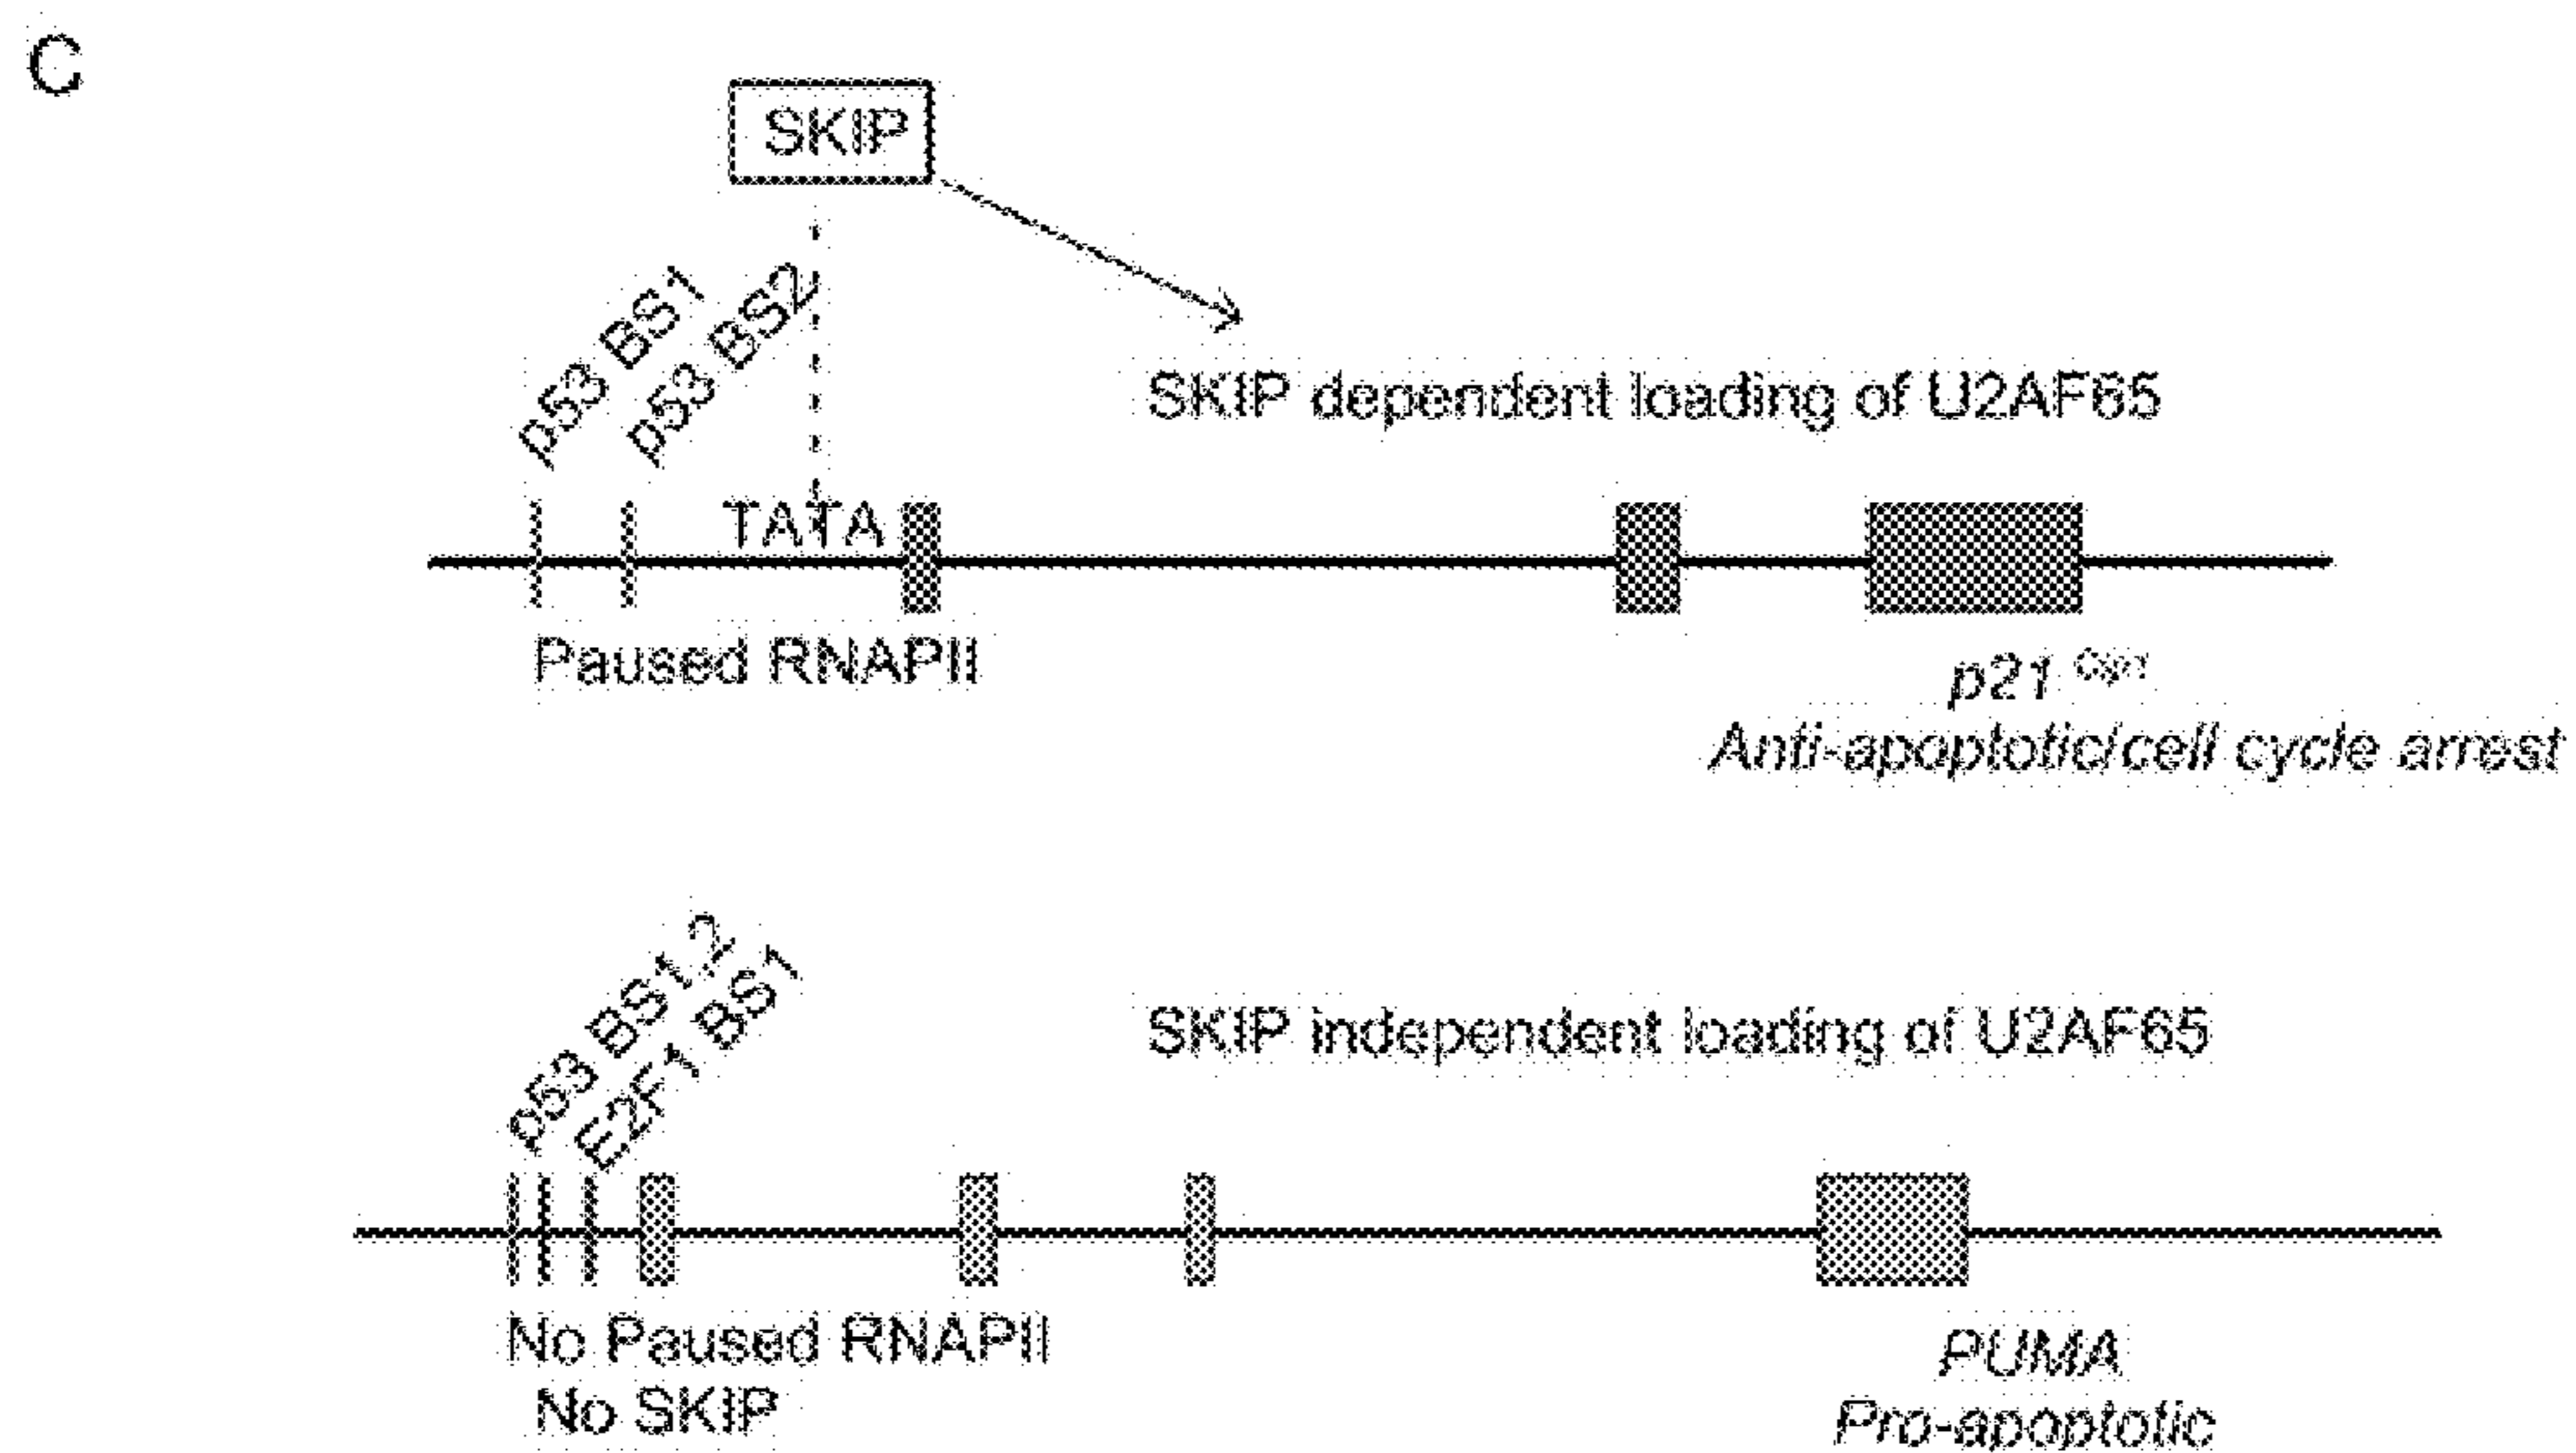 C
SKIP
p53 BS1
p53 BS2
SKIP dependent loading of U2AF65
TATA
Paused RNAPII
p21 Cip1
Anti-apoptotic/cell cycle arrest
p53 BS1,2
E2F1 BS1
SKIP independent loading of U2AF65
No Paused RNAPII
No SKIP
PUMA
Pro-apoptotic